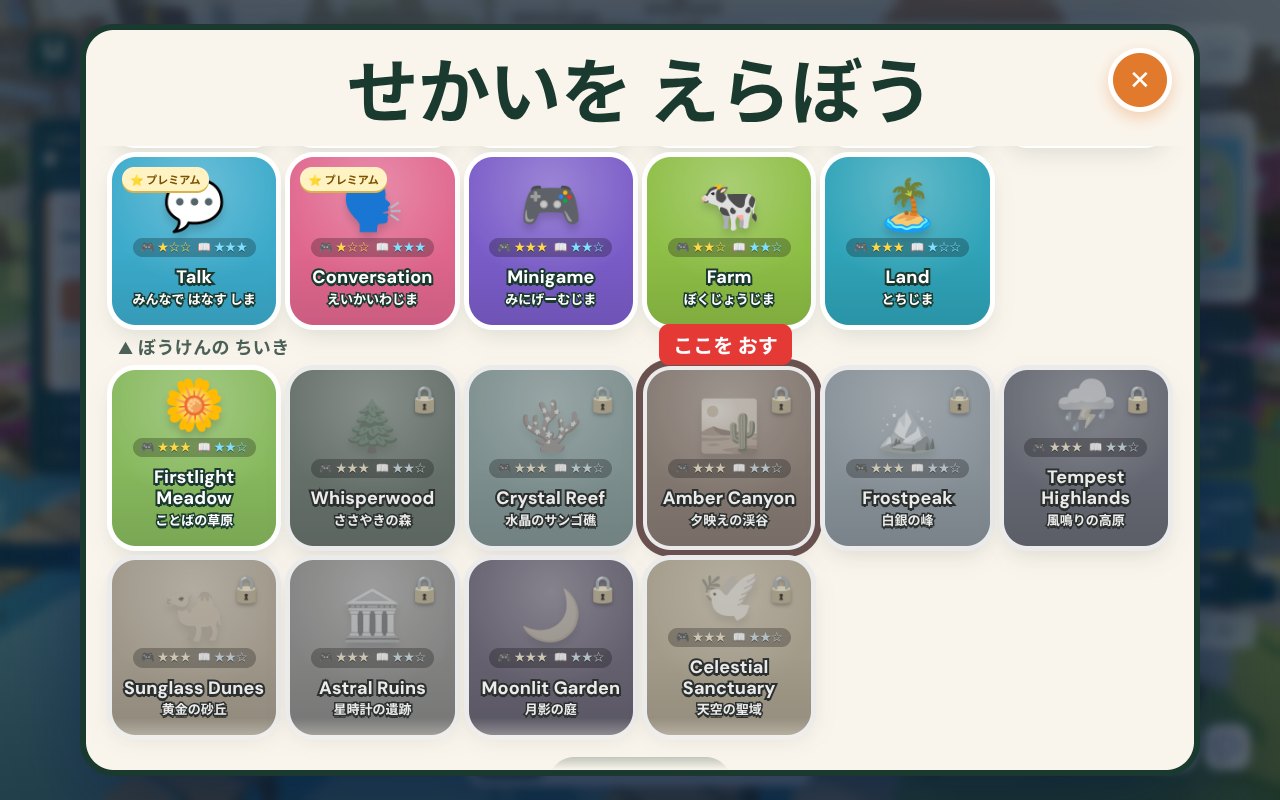 せかいを えらぼう
⭐ プレミアム
⭐ プレミアム
★☆☆ ★★★
★☆☆ ★★★
★★★ ★★☆
★★☆ ★★☆
★★★ ★☆☆
Talk
みんなで はなす しま
Conversation
えいかいわじま
Minigame
みにげーむじま
Farm
ぼくじょうじま
Land
とちじま
▲ ぼうけんの ちいき
ここを おす
★★★ ★★☆
Firstlight
Meadow
ことばの草原
★★★ ★★☆
Whisperwood
ささやきの森
★★★ ★★☆
Crystal Reef
水晶のサンゴ礁
★★★ ★★☆
Amber Canyon
夕映えの渓谷
★★★ ★★☆
Frostpeak
白銀の峰
★★★ ★★☆
Tempest
Highlands
風鳴りの高原
★★★ ★★☆
Sunglass Dunes
黄金の砂丘
★★★ ★★☆
Astral Ruins
星時計の遺跡
★★★ ★★☆
Moonlit Garden
月影の庭
★★★ ★★☆
Celestial
Sanctuary
天空の聖域